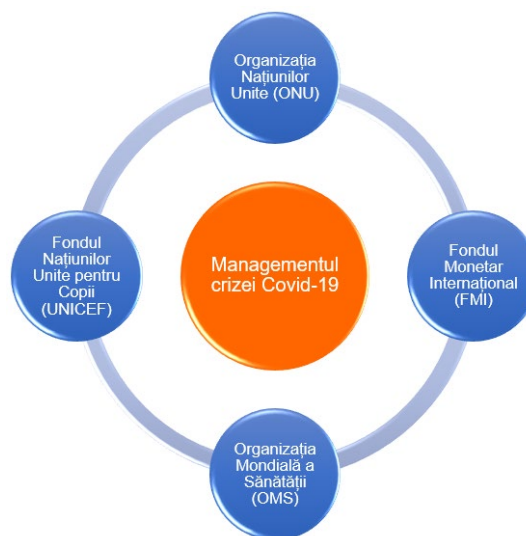 Organizația
Națiunilor
Unite (ONU)
Fondul
Națiunilor
Unite pentru
Copii
(UNICEF)
Managementul
crizei Covid-19
Fondul
Monetar
Internațional
(FMI)
Organizația
Mondială a
Sănătății
(OMS)